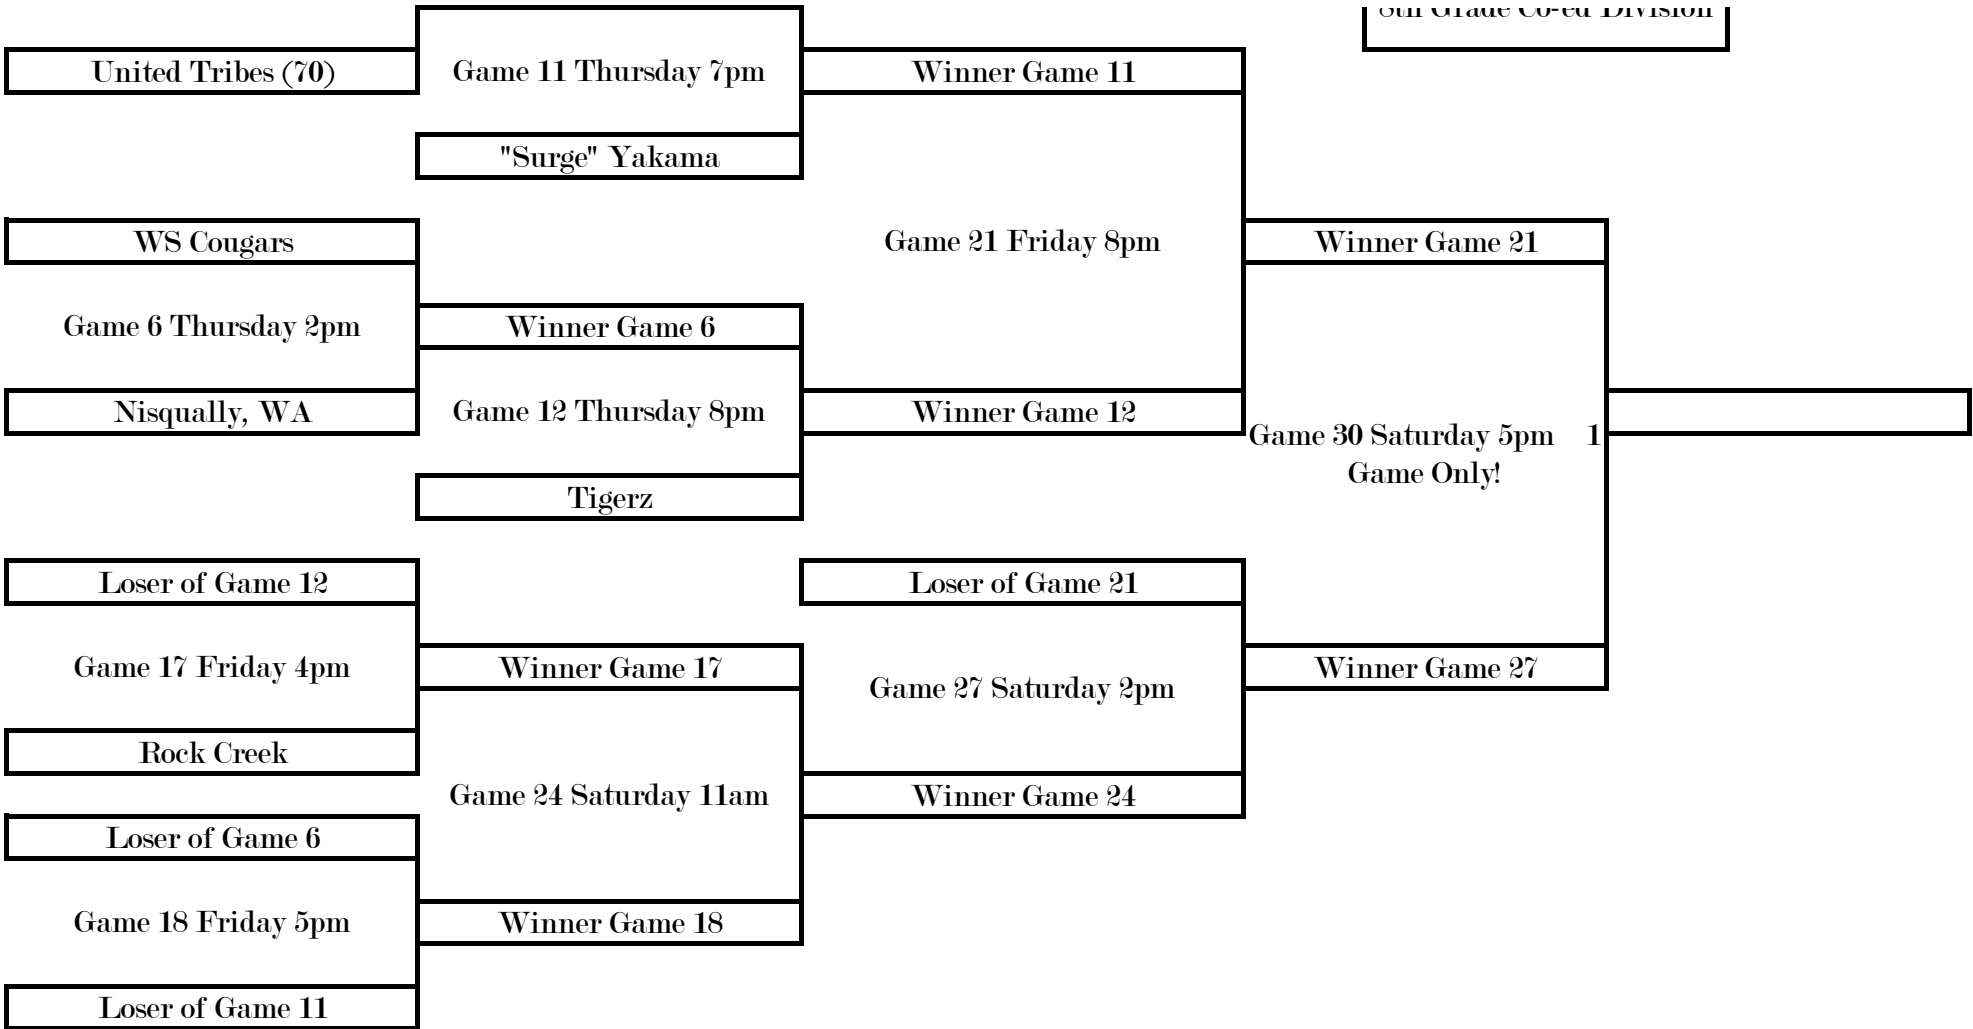 Grade Co-ed Division
United Tribes (70)
Game 11 Thursday 7pm
Winner Game 11
"Surge" Yakama
WS Cougars
Game 21 Friday 8pm
Winner Game 21
Game 6 Thursday 2pm
Winner Game 6
Nisqually, WA
Game 12 Thursday 8pm
Winner Game 12
Game 30 Saturday 5pm 1
Game Only!
Tigerz
Loser of Game 12
Loser of Game 21
Game 17 Friday 4pm
Winner Game 17
Game 27 Saturday 2pm
Winner Game 27
Rock Creek
Game 24 Saturday 11am
Winner Game 24
Loser of Game 6
Game 18 Friday 5pm
Winner Game 18
Loser of Game 11